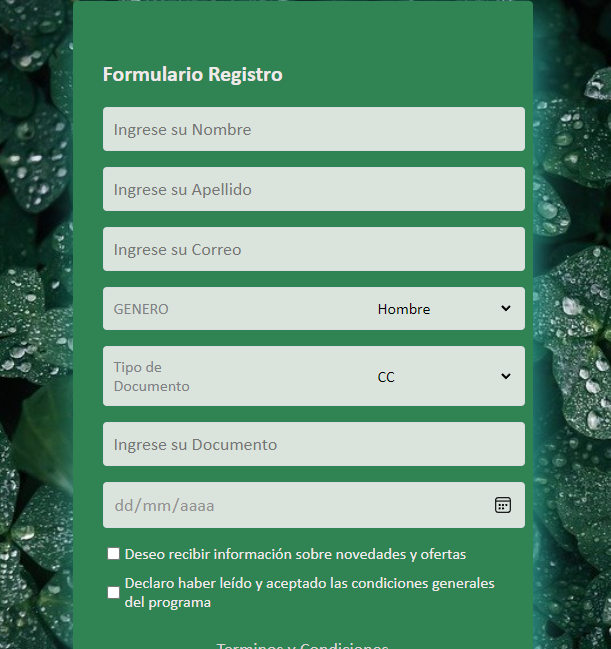 Formulario Registro
Ingrese su Nombre
Ingrese su Apellido
Ingrese su Correo
GENERO Hombre
Tipo de
Documento CC
Ingrese su Documento
dd/mm/aaaa
Deseo recibir información sobre novedades y ofertas
Declaro haber leído y aceptado las condiciones generales
del programa
Terminos y Condiciones